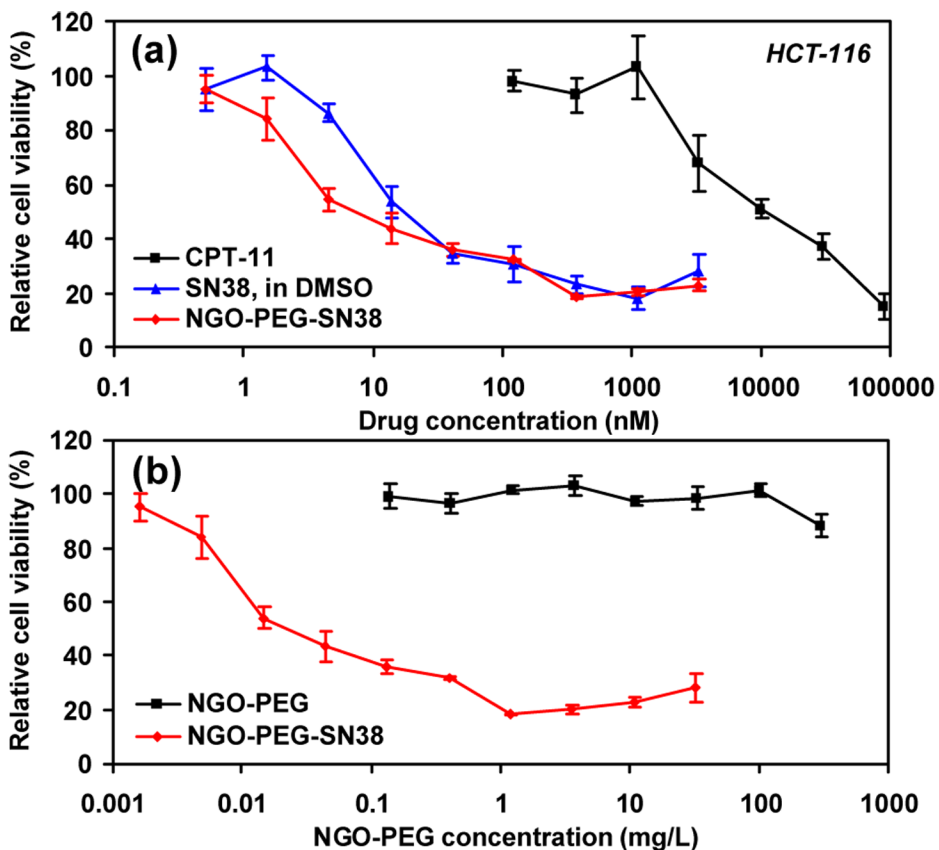 (a)
HCT-116
Relative cell viability (%)
120
100
80
60
40
20
0
CPT-11
SN38, in DMSO
NGO-PEG-SN38
0.1 1 10 100 1000 10000 100000
Drug concentration (nM)
(b)
Relative cell viability (%)
120
100
80
60
40
20
0
NGO-PEG
NGO-PEG-SN38
0.001 0.01 0.1 1 10 100 1000
NGO-PEG concentration (mg/L)